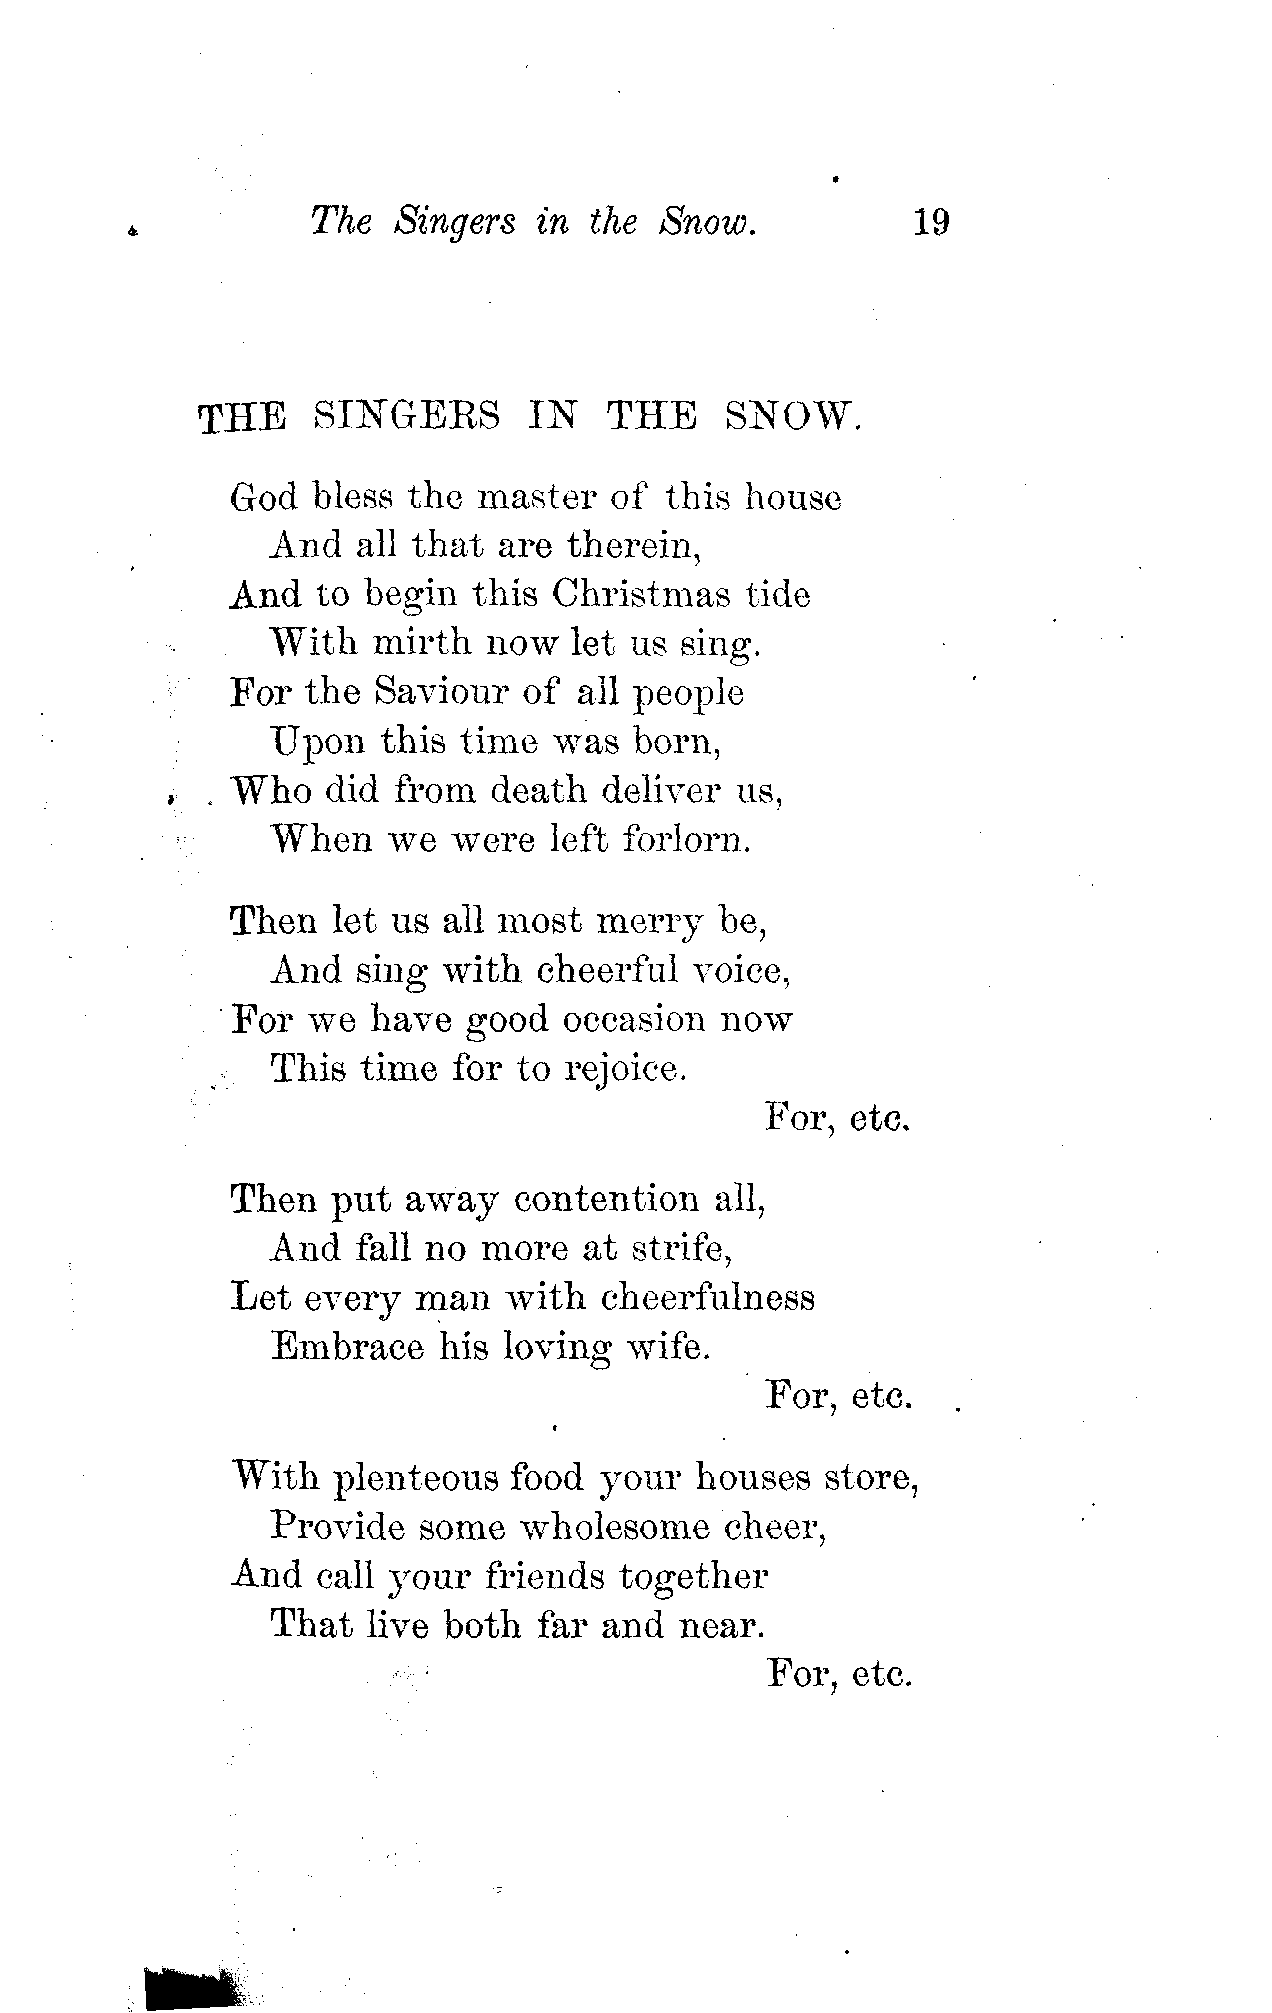 The Singers in the Snow. 19
THE SINGERS IN THE SNOW.
God bless the master of this house
And all that are therein,
And to begin this Christmas tide
With mirth now let us sing.
For the Saviour of all people
Upon this time was born,
Who did from death deliver us,
When we were left forlorn.
Then let us all most merry be,
And sing with cheerful voice,
For we have good occasion now
This time for to rejoice.
For, etc.
Then put away contention all,
And fall no more at strife,
Let every man with cheerfulness
Embrace his loving wife.
For, etc.
With plenteous food your houses store,
Provide some wholesome cheer,
And call your friends together
That live both far and near.
For, etc.